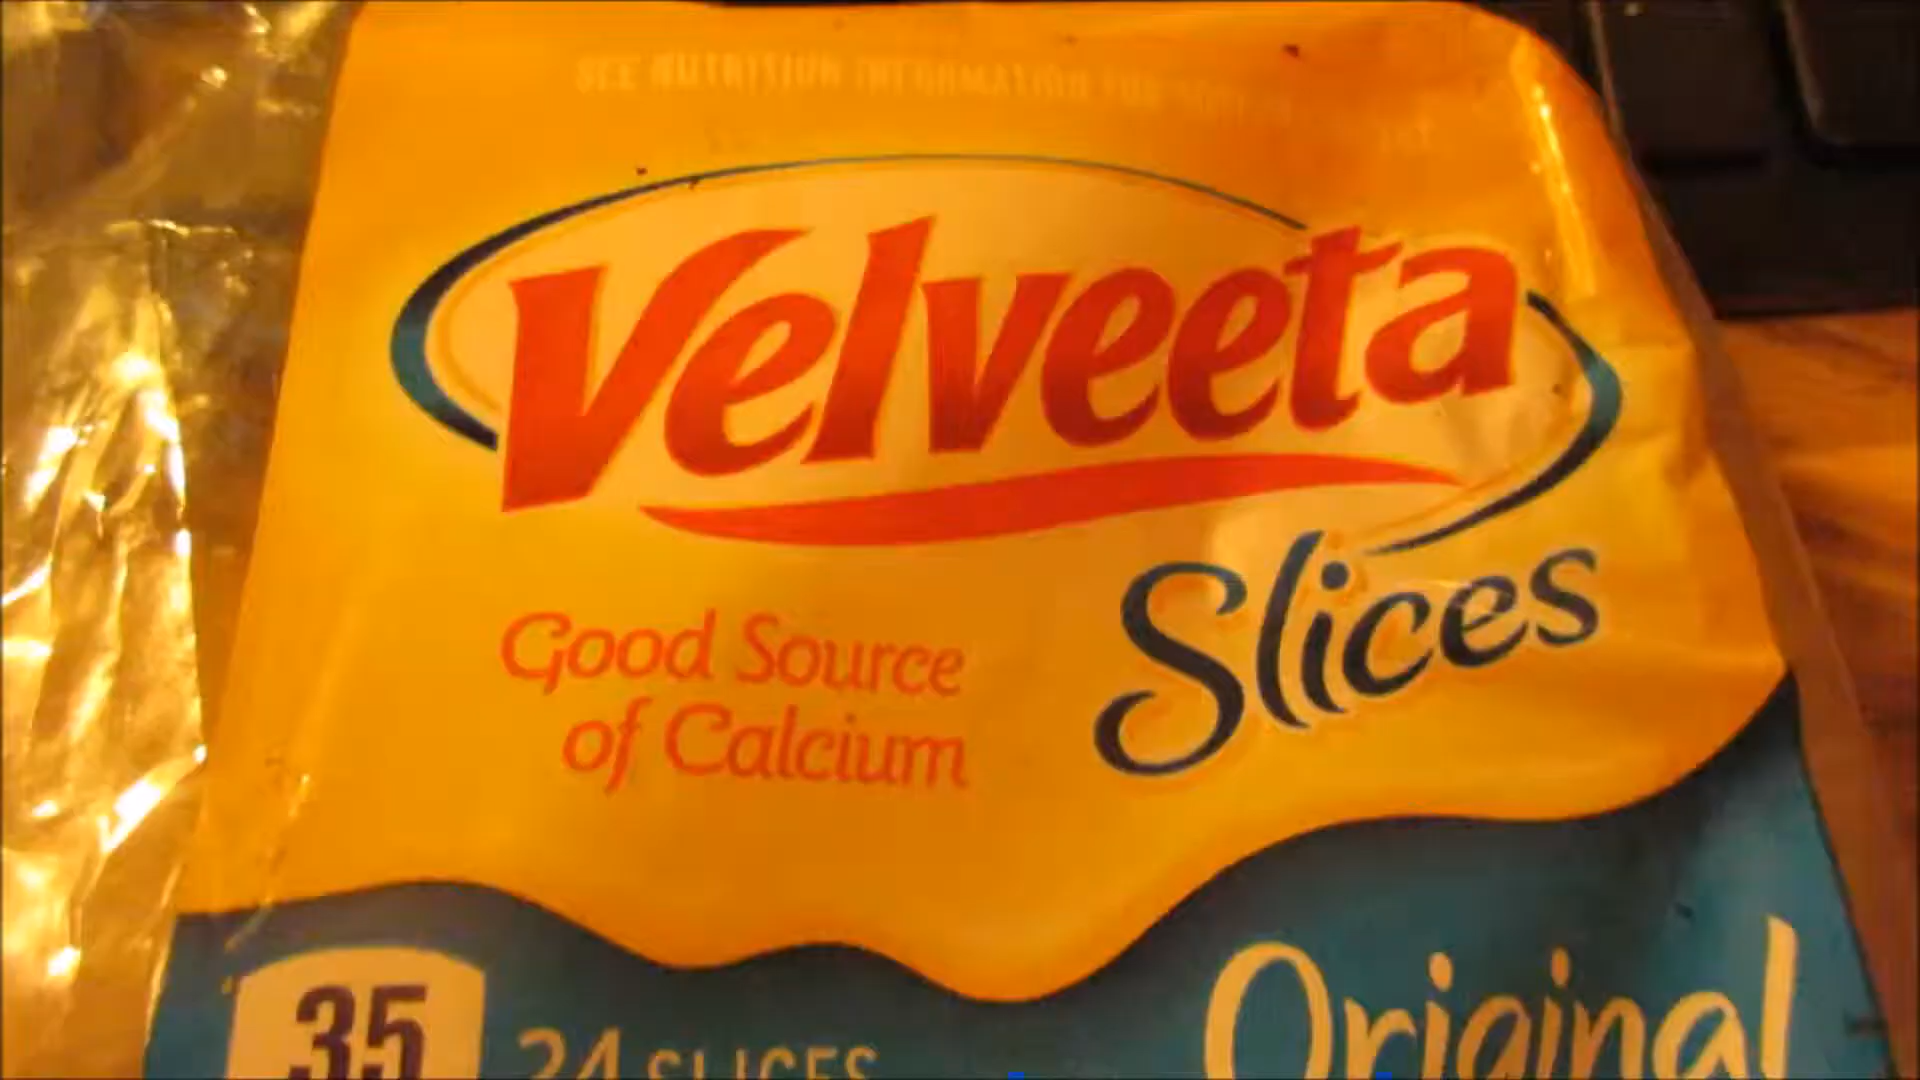 SEE NUTRITION INFORMATION FOR
Velveeta
Slices
Good Source
of Calcium
Original
35
24 SLICES